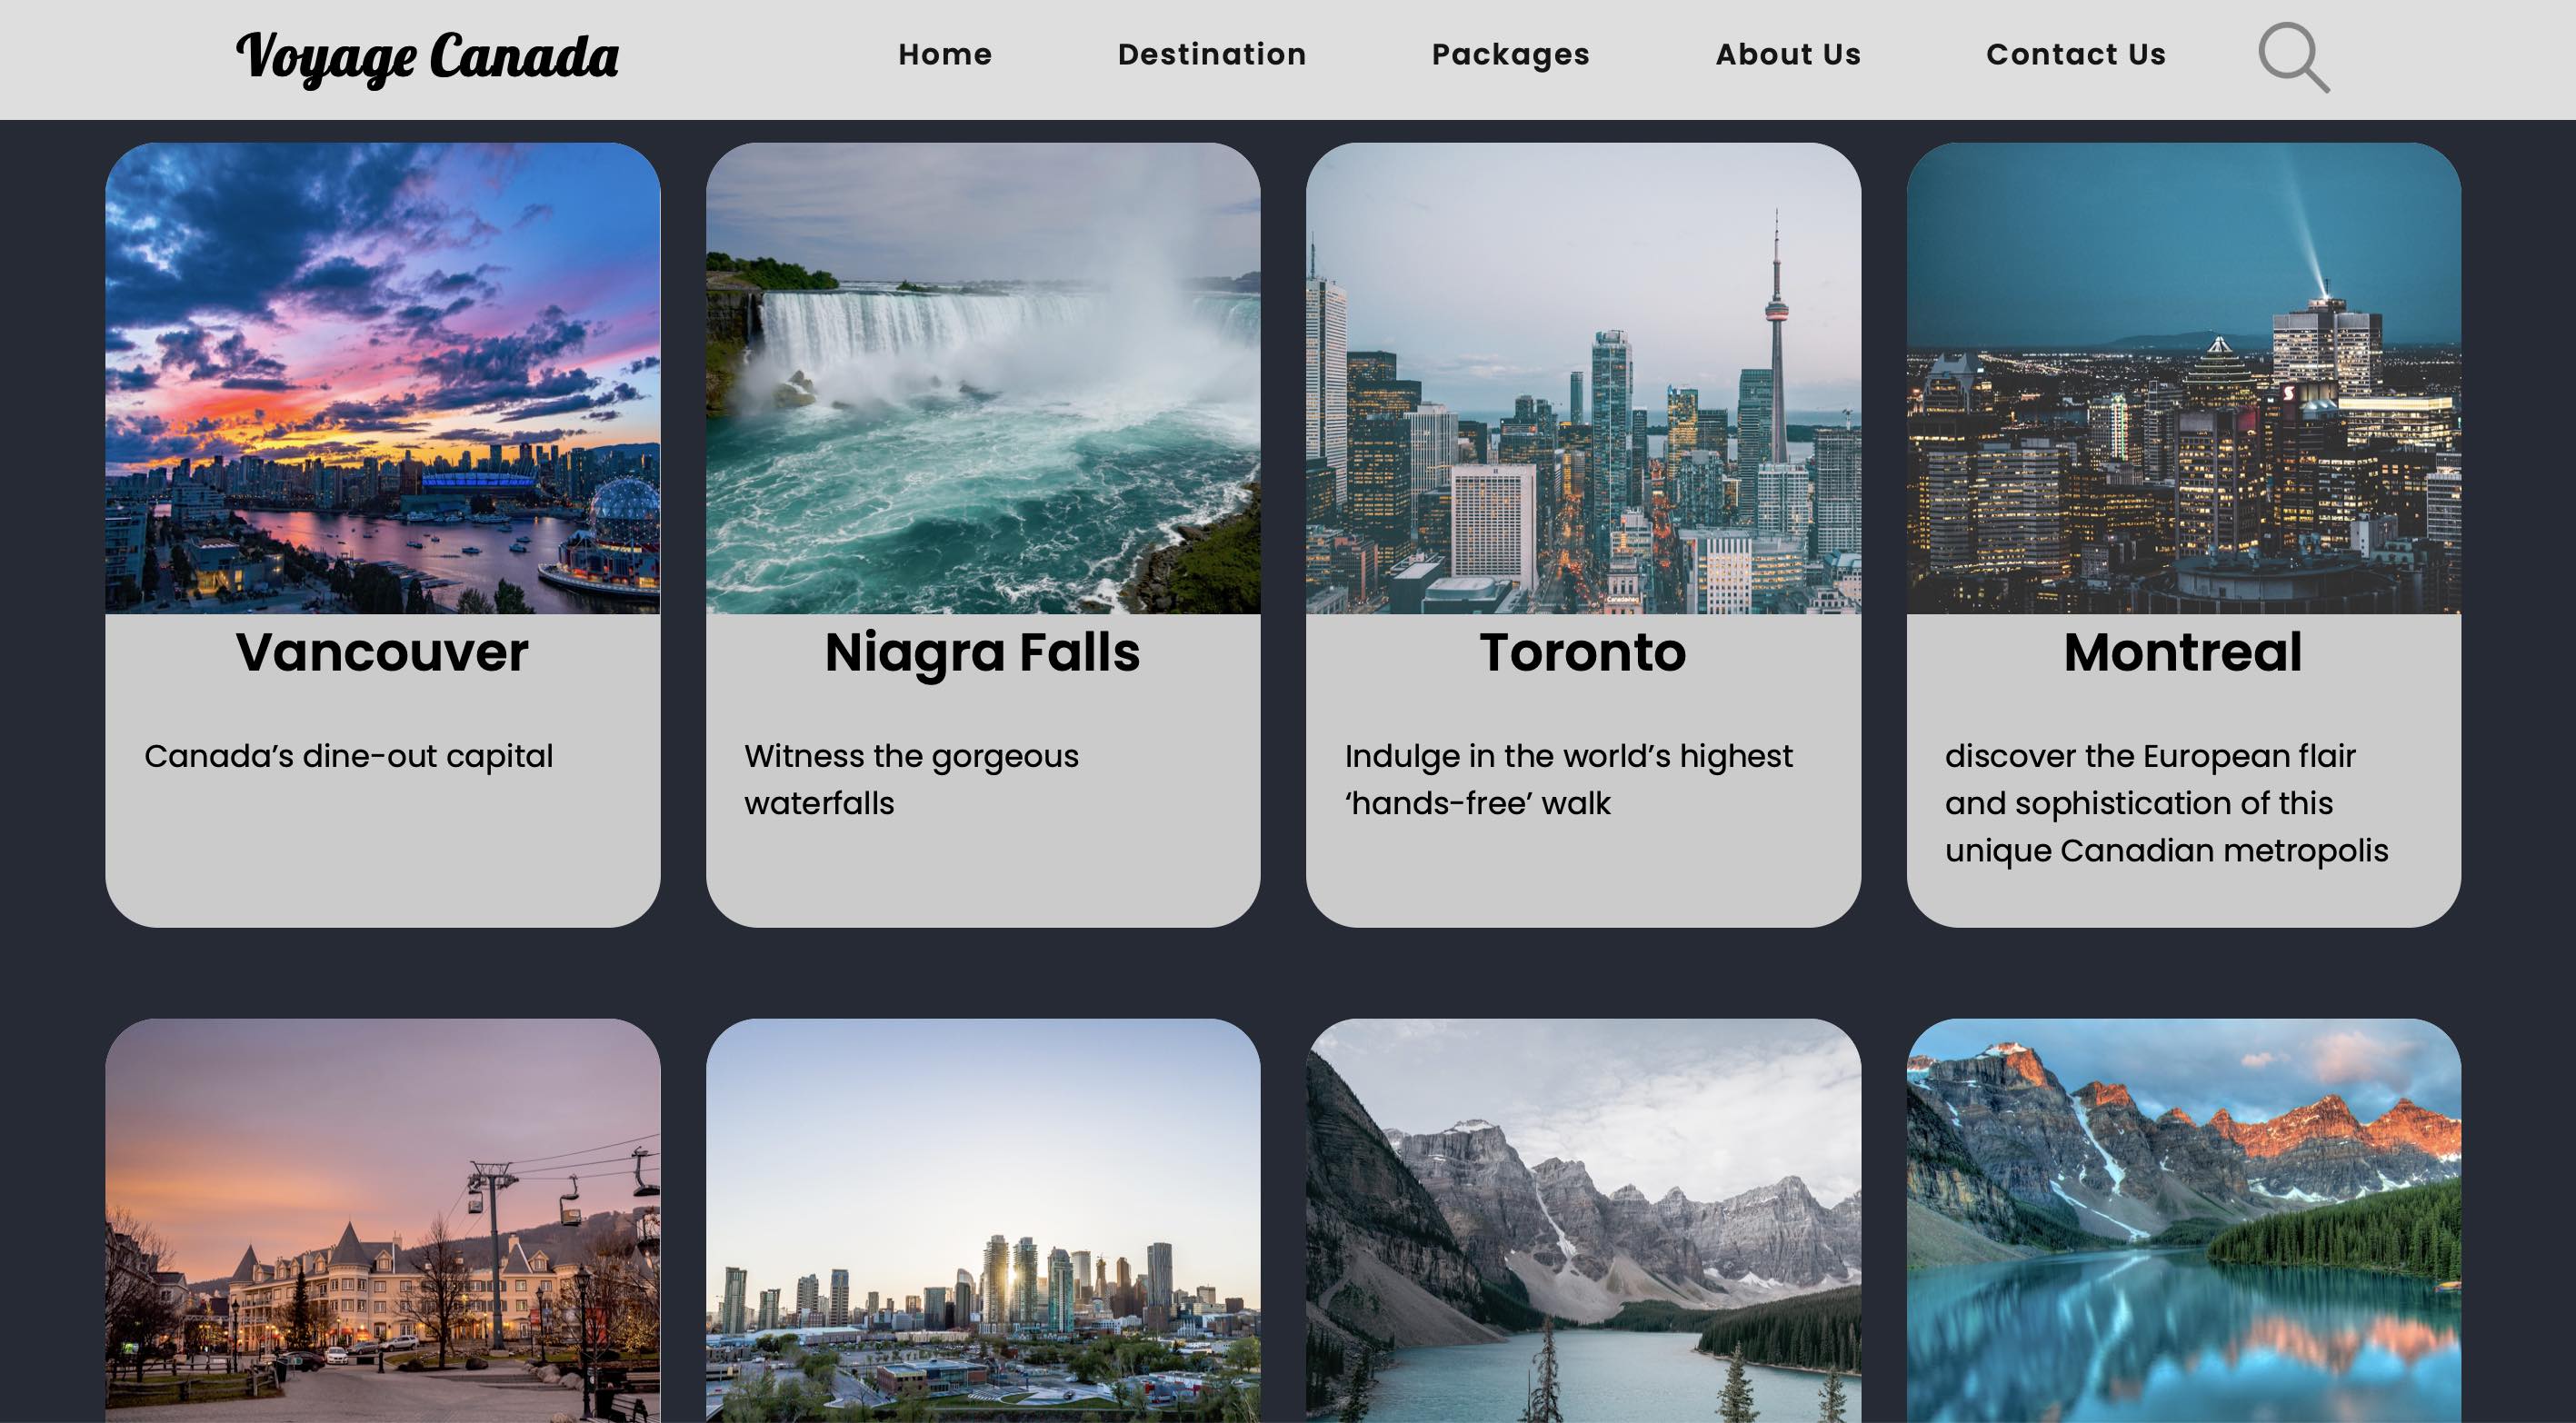 Voyage Canada
Home
Destination
Packages
About Us
Contact Us
Vancouver
Canada’s dine-out capital
Niagra Falls
Witness the gorgeous
waterfalls
Toronto
Indulge in the world’s highest
‘hands-free’ walk
Montreal
discover the European flair
and sophistication of this
unique Canadian metropolis